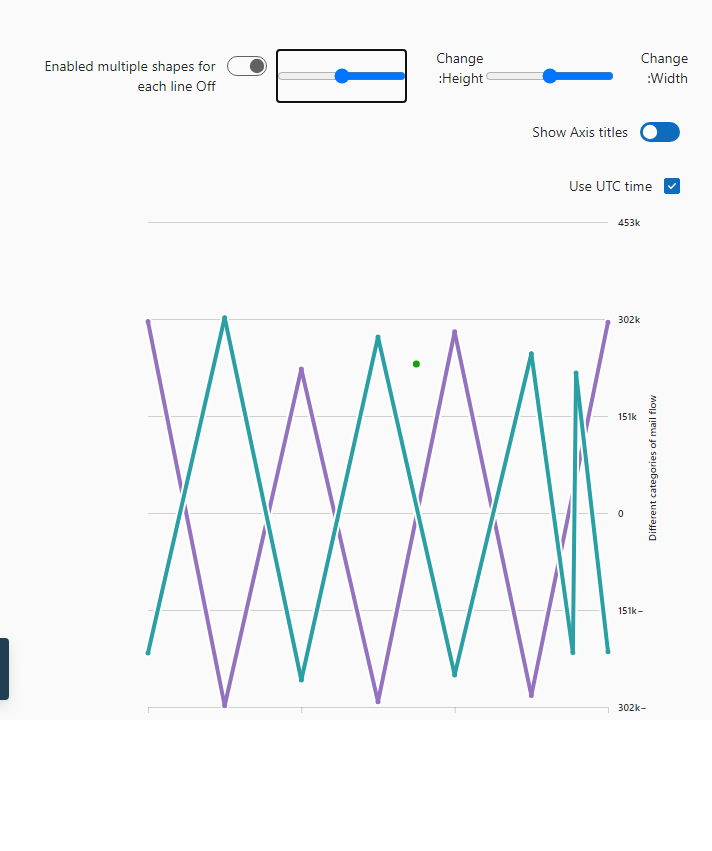 Change
:Width
Change
:Height
Enabled multiple shapes for
each line Off
Show Axis titles
Use UTC time
453k
302k
151k
0
151k−
302k−
Different categories of mail flow